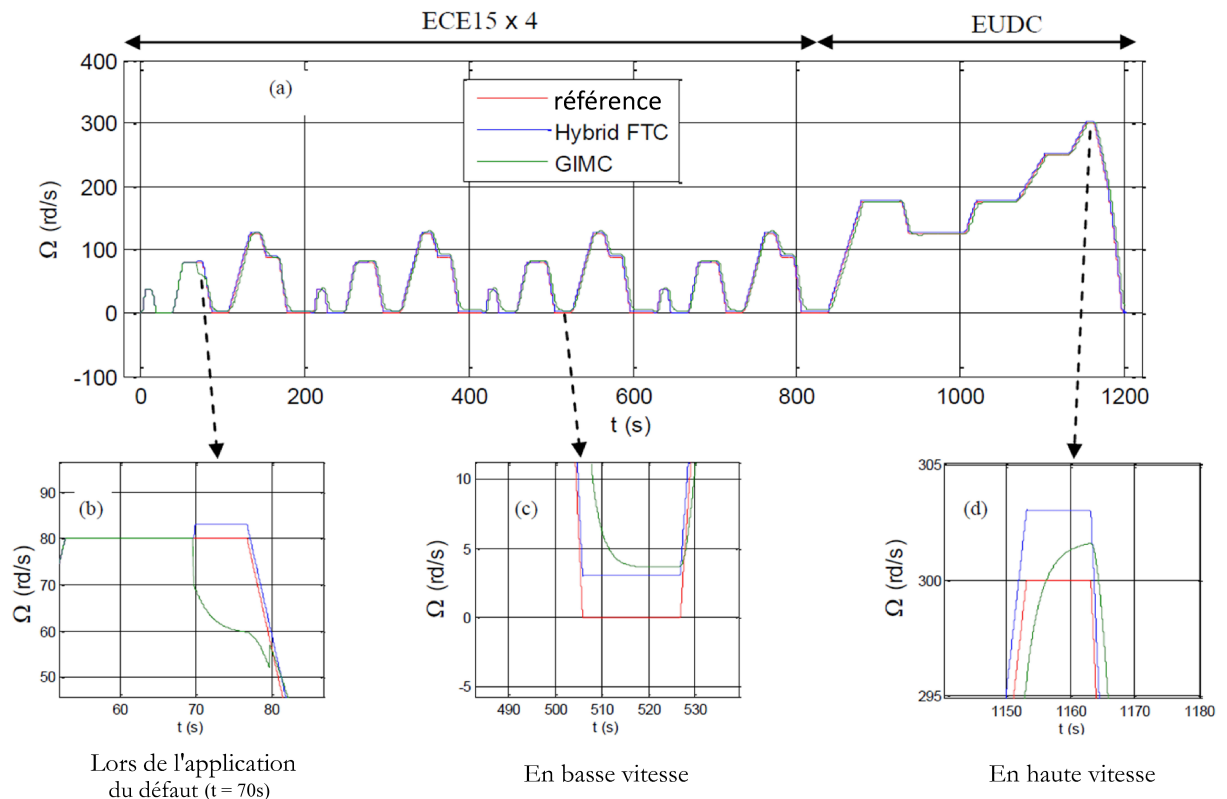 ECE15 x 4
EUDC
400
300
200
100
0
-100
Ω (rd/s)
(a)
référence
Hybrid FTC
GIMC
0
200
400
600
800
1000
1200
t (s)
90
80
70
60
50
Ω (rd/s)
(b)
60
70
80
t (s)
Lors de l'application
du défaut (t = 70s)
10
5
0
-5
Ω (rd/s)
(c)
490
500
510
520
530
t (s)
En basse vitesse
305
300
295
Ω (rd/s)
(d)
1150
1160
1170
1180
t (s)
En haute vitesse